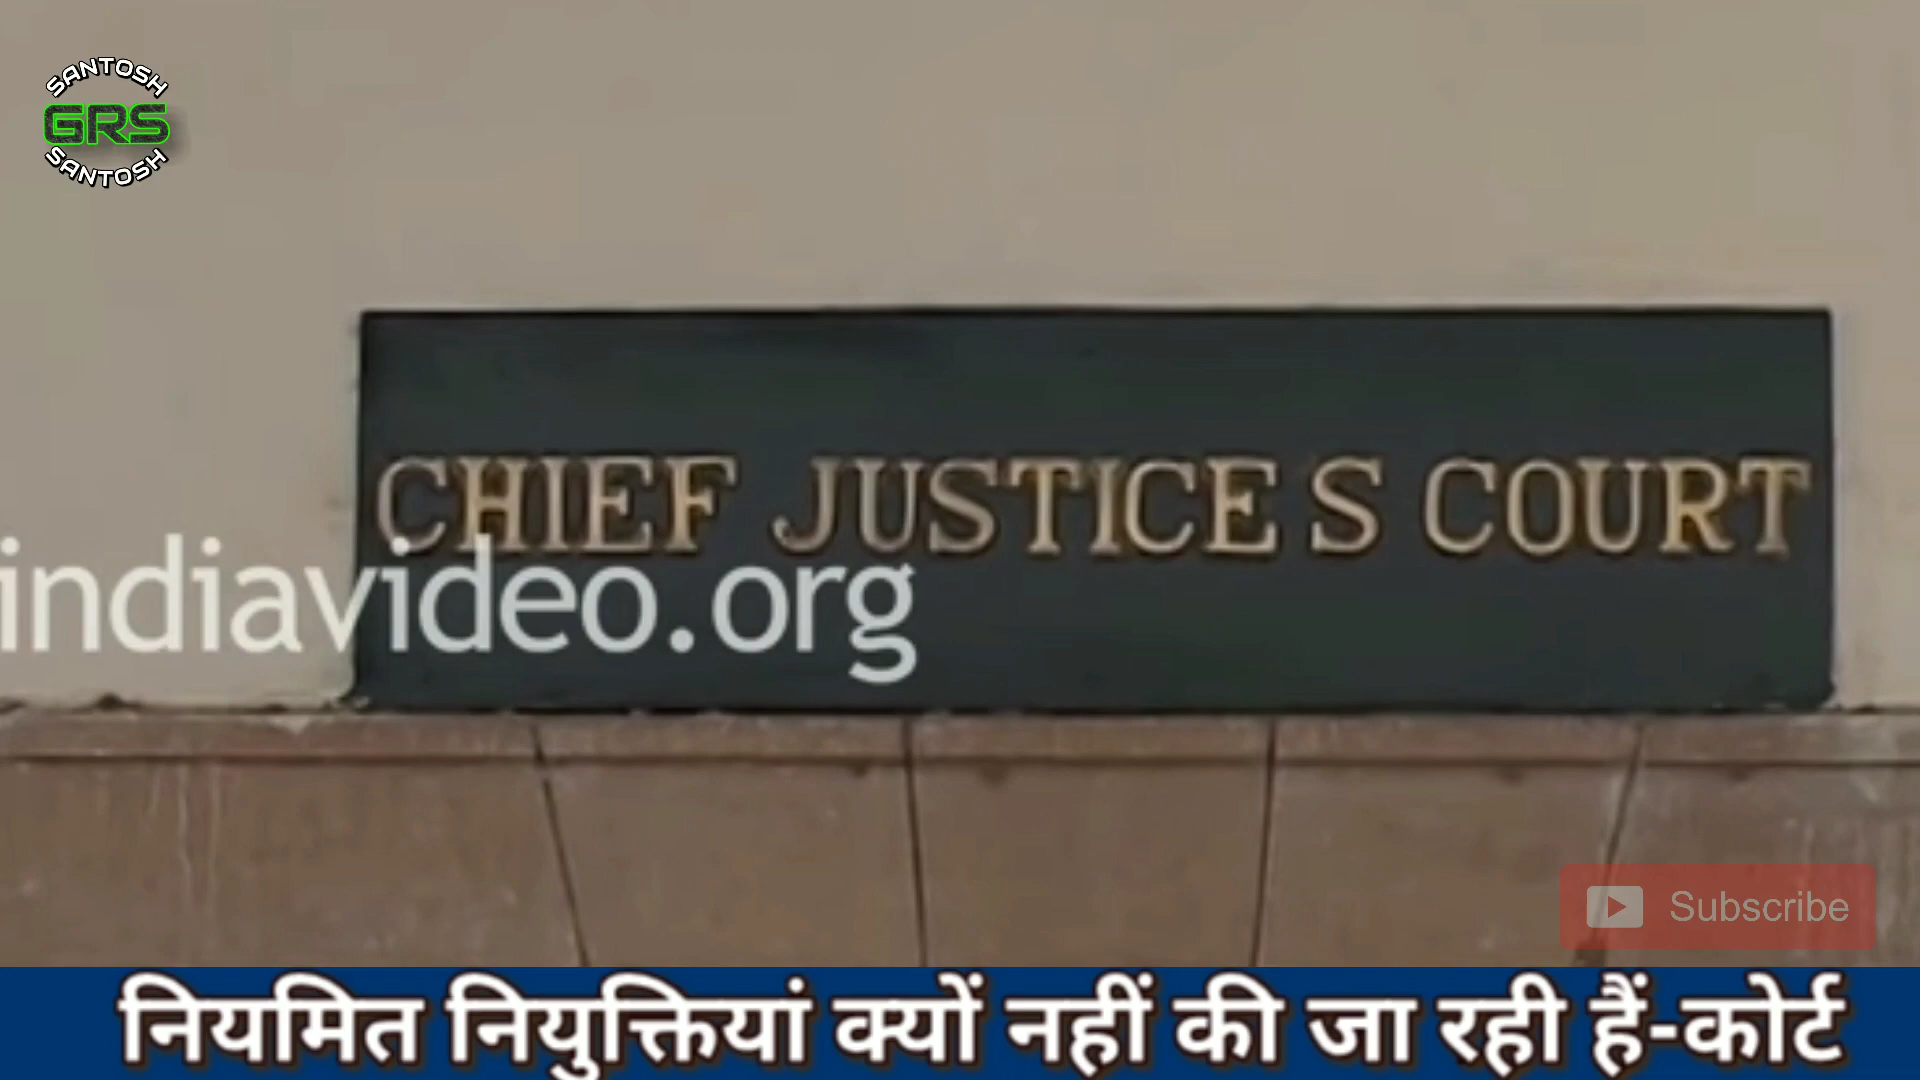 SANTOSH
GRS
SANTOSH
CHIEF JUSTICE S COURT
indiavideo.org
Subscribe
नियमित नियुक्तियां क्यों नहीं की जा रही हैं-कोर्ट